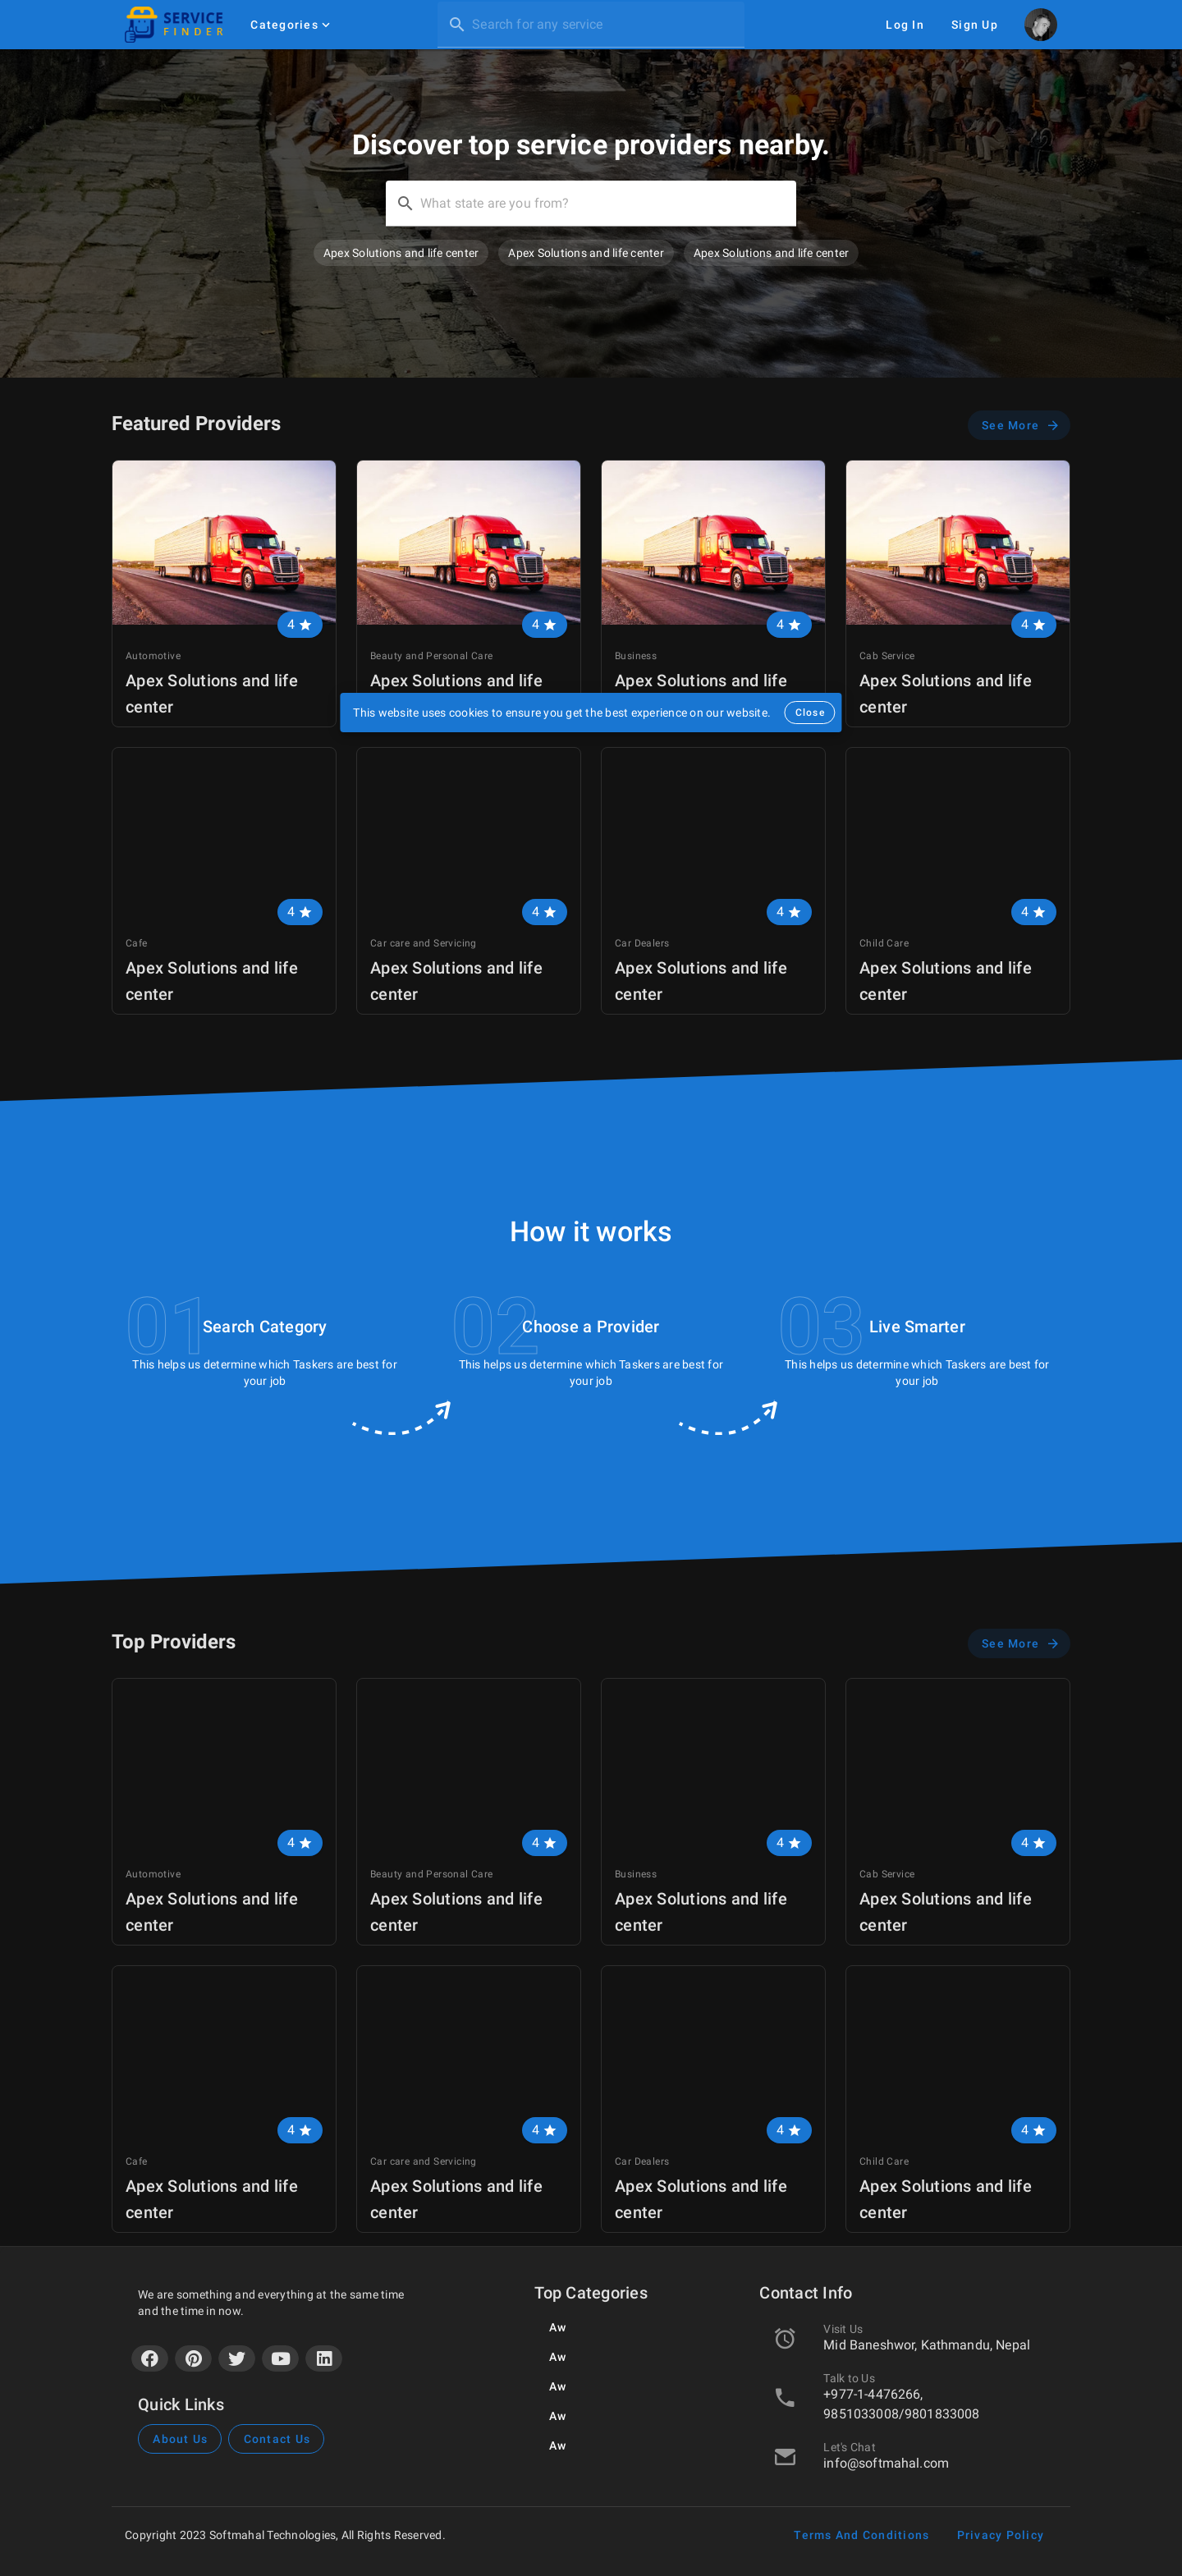 SERVICE
FINDER
Categories
Search for any service
Log In
Sign Up
Discover top service providers nearby.
What state are you from?
Apex Solutions and life center
Apex Solutions and life center
Apex Solutions and life center
Featured Providers
See More
4
4
4
4
Automotive
Apex Solutions and life
center
Beauty and Personal Care
Apex Solutions and life
Business
Apex Solutions and life
Cab Service
Apex Solutions and life
center
This website uses cookies to ensure you get the best experience on our website.
Close
4
4
4
4
Cafe
Apex Solutions and life
center
Car care and Servicing
Apex Solutions and life
center
Car Dealers
Apex Solutions and life
center
Child Care
Apex Solutions and life
center
How it works
01
Search Category
This helps us determine which Taskers are best for
your job
02
Choose a Provider
This helps us determine which Taskers are best for
your job
03
Live Smarter
This helps us determine which Taskers are best for
your job
Top Providers
See More
4
4
4
4
Automotive
Apex Solutions and life
center
Beauty and Personal Care
Apex Solutions and life
center
Business
Apex Solutions and life
center
Cab Service
Apex Solutions and life
center
4
4
4
4
Cafe
Apex Solutions and life
center
Car care and Servicing
Apex Solutions and life
center
Car Dealers
Apex Solutions and life
center
Child Care
Apex Solutions and life
center
We are something and everything at the same time
and the time in now.
Quick Links
About Us
Contact Us
Top Categories
Aw
Aw
Aw
Aw
Aw
Contact Info
Visit Us
Mid Baneshwor, Kathmandu, Nepal
Talk to Us
+977-1-4476266,
9851033008/9801833008
Let's Chat
info@softmahal.com
Copyright 2023 Softmahal Technologies, All Rights Reserved.
Terms And Conditions
Privacy Policy